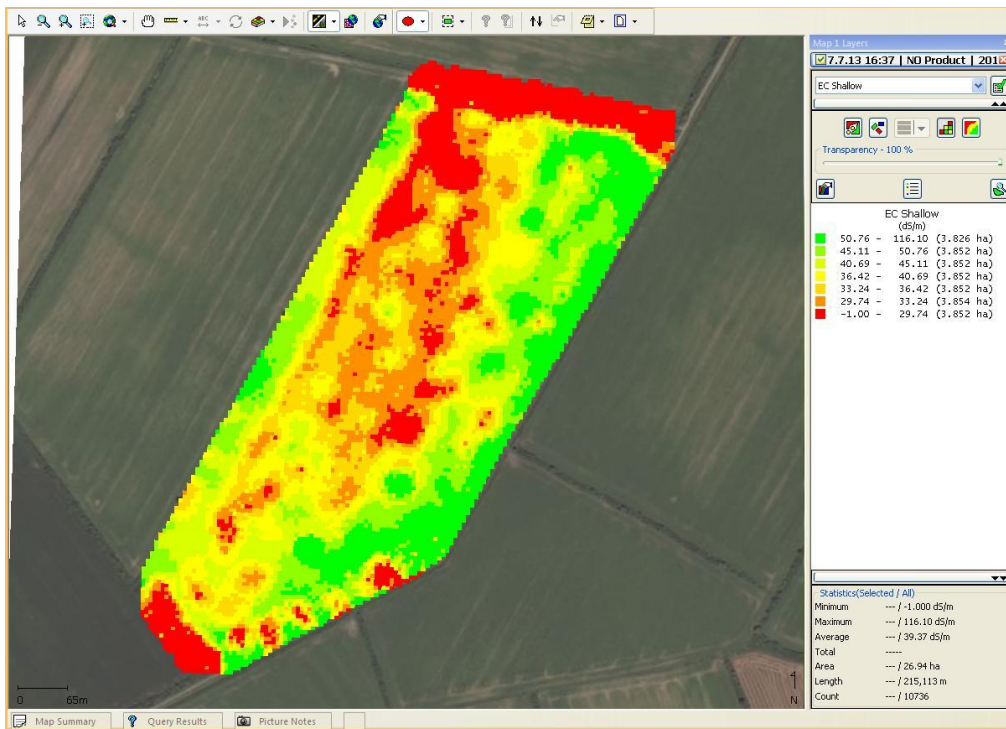 ABC
Map 1 Layers
7.7.13 16:37 | NO Product | 201
EC Shallow
Transparency - 100 %
EC Shallow
(dS/m)
50.76 - 116.10 (3.826 ha)
45.11 - 50.76 (3.852 ha)
40.69 - 45.11 (3.852 ha)
36.42 - 40.69 (3.852 ha)
33.24 - 36.42 (3.852 ha)
29.74 - 33.24 (3.854 ha)
-1.00 - 29.74 (3.852 ha)
Statistics(Selected / All)
Minimum --- / -1.000 dS/m
Maximum --- / 116.10 dS/m
Average --- / 39.37 dS/m
Total -----
Area --- / 26.94 ha
Length --- / 215,113 m
Count --- / 10736
0 65m
N
Map Summary Query Results Picture Notes